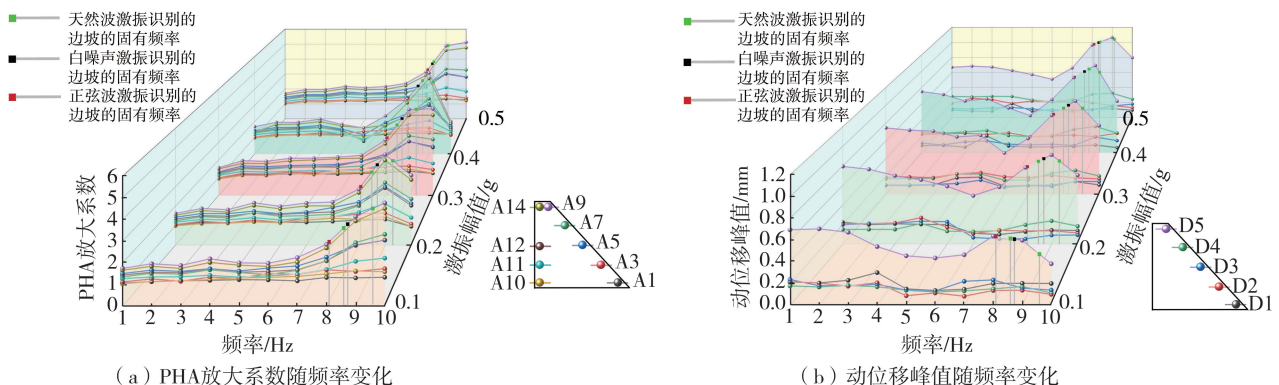 天然波激振识别的
边坡的固有频率
白噪声激振识别的
边坡的固有频率
正弦波激振识别的
边坡的固有频率
PHA放大系数
6
5
4
3
2
1
0
1 2 3 4 5 6 7 8 9 10
频率/Hz
0.1
0.2
0.3
0.4
0.5
激振幅值/g
A14 A9
A7
A12 A5
A11 A3
A10 A1
(a) PHA放大系数随频率变化
天然波激振识别的
边坡的固有频率
白噪声激振识别的
边坡的固有频率
正弦波激振识别的
边坡的固有频率
动位移峰值/mm
1.2
1.0
0.8
0.6
0.4
0.2
0.0
1 2 3 4 5 6 7 8 9 10
频率/Hz
0.1
0.2
0.3
0.4
0.5
激振幅值/g
D5
D4
D3
D2
D1
(b) 动位移峰值随频率变化